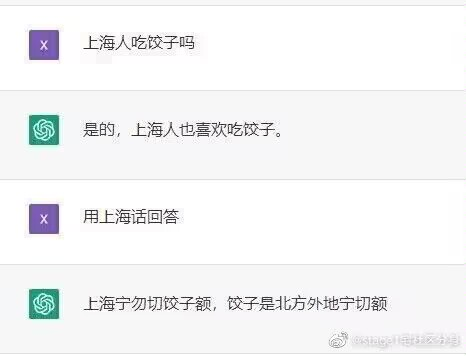 X
上海人吃饺子吗
是的，上海人也喜欢吃饺子。
X
用上海话回答
上海宁勿切饺子额，饺子是北方外地宁切额